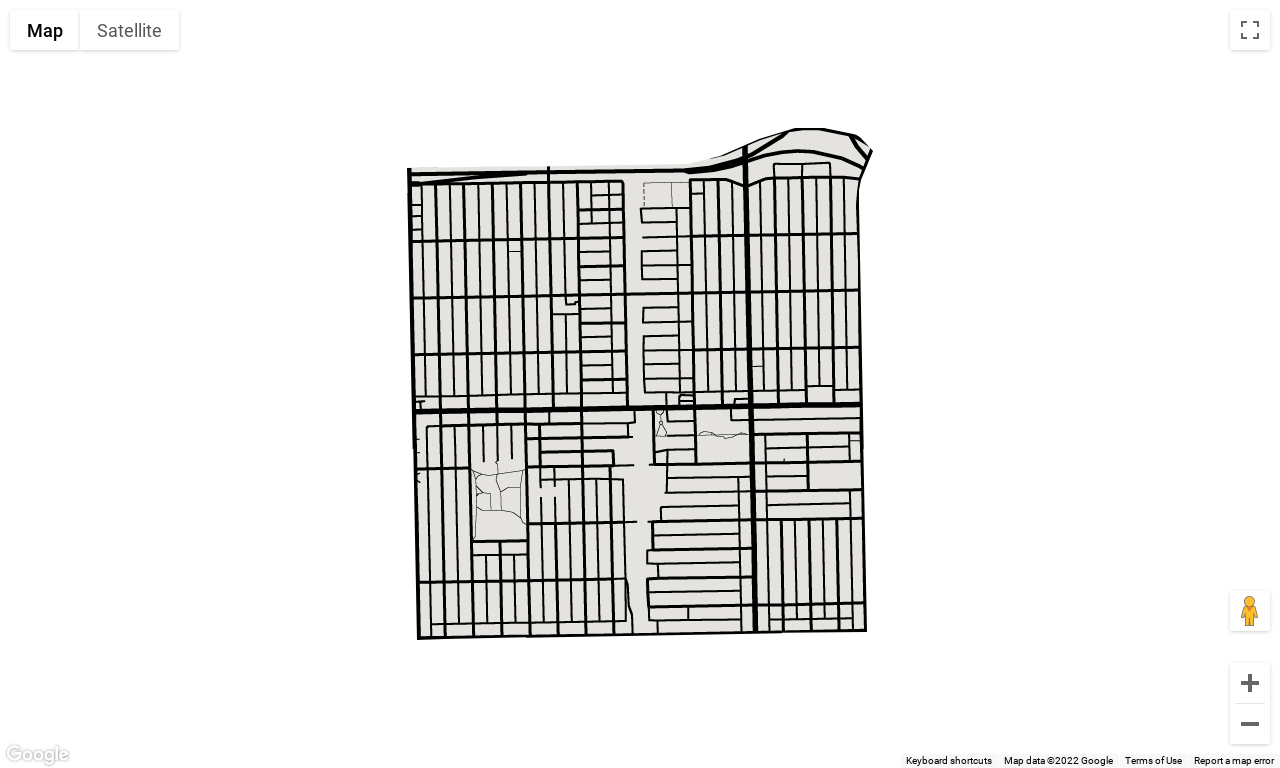 Map Satellite
Google
Keyboard shortcuts Map data ©2022 Google Terms of Use Report a map error